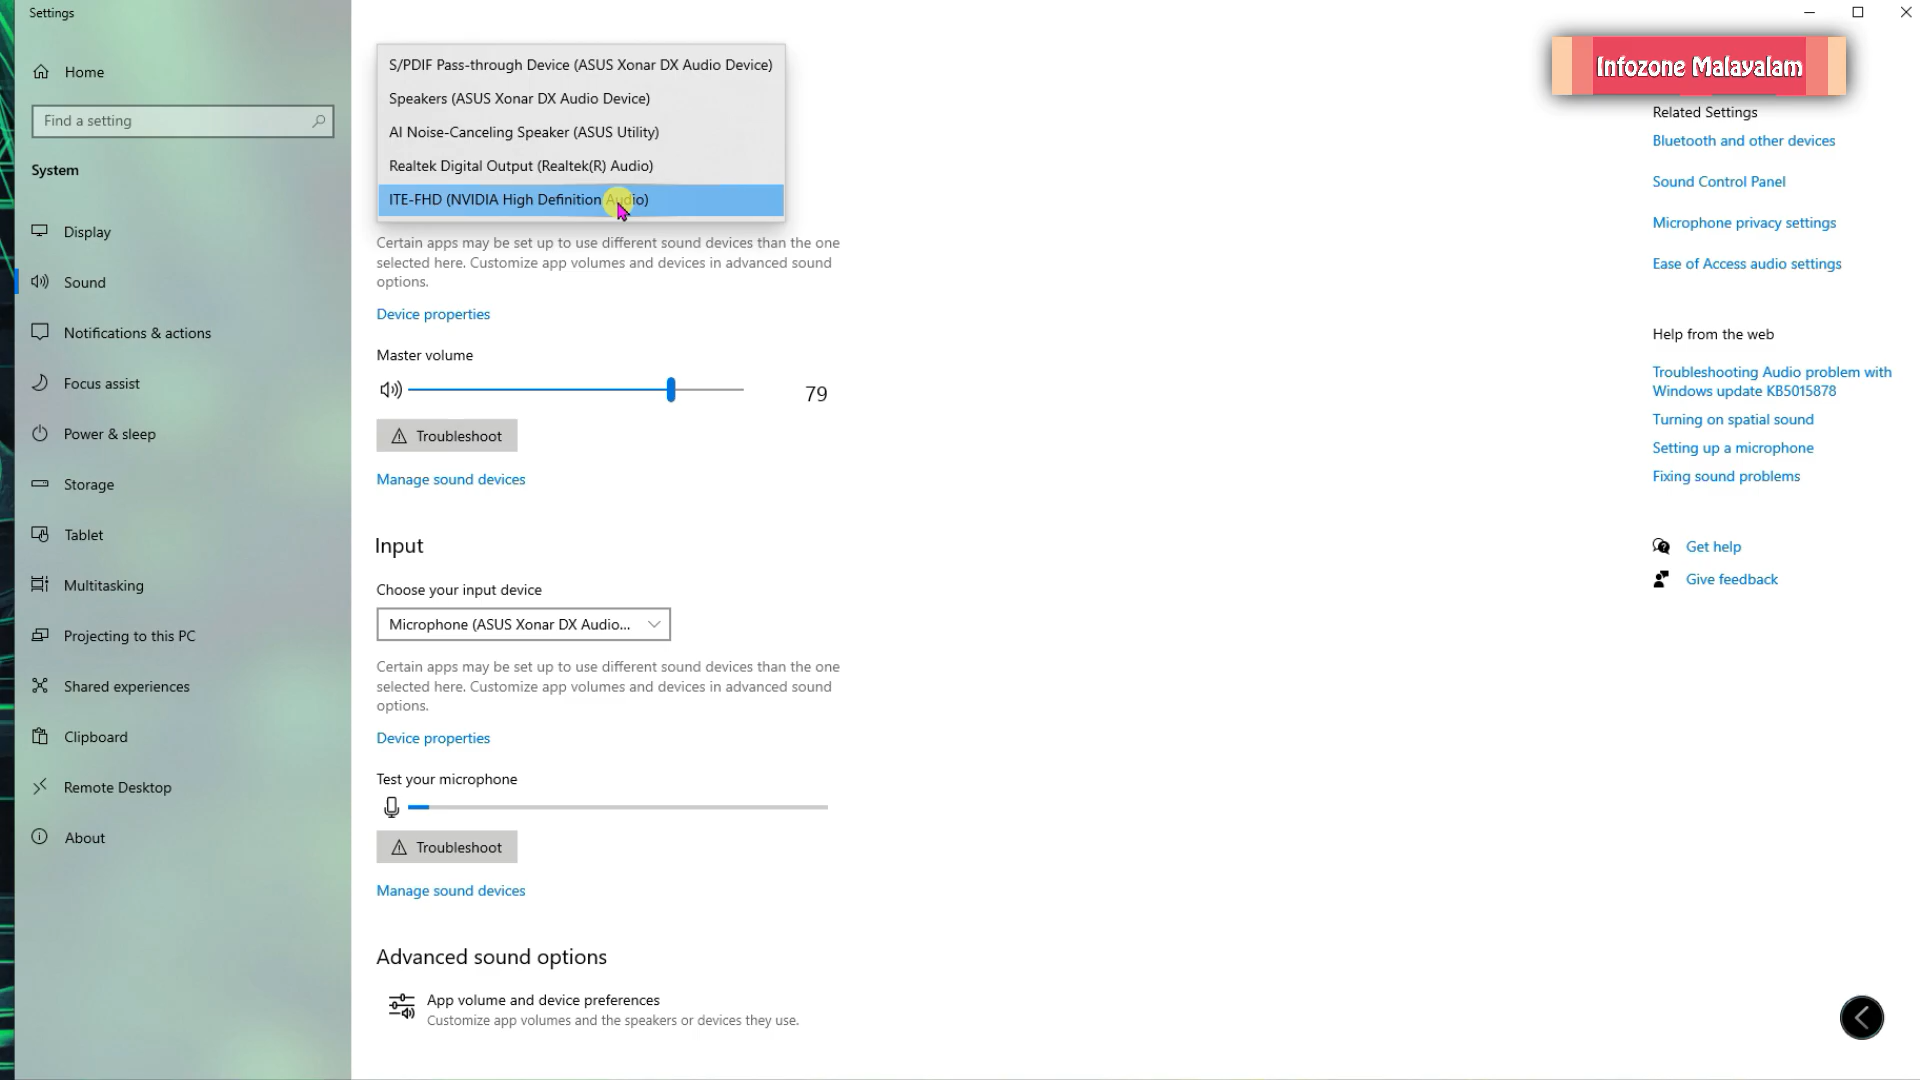 Settings
Home
Find a setting
System
Display
Sound
Notifications & actions
Focus assist
Power & sleep
Storage
Tablet
Multitasking
Projecting to this PC
Shared experiences
Clipboard
Remote Desktop
About
S/PDIF Pass-through Device (ASUS Xonar DX Audio Device)
Speakers (ASUS Xonar DX Audio Device)
AI Noise-Canceling Speaker (ASUS Utility)
Realtek Digital Output (Realtek(R) Audio)
ITE-FHD (NVIDIA High Definition Audio)
Certain apps may be set up to use different sound devices than the one
selected here. Customize app volumes and devices in advanced sound
options.
Device properties
Master volume
79
Troubleshoot
Manage sound devices
Input
Choose your input device
Microphone (ASUS Xonar DX Audio...
Certain apps may be set up to use different sound devices than the one
selected here. Customize app volumes and devices in advanced sound
options.
Device properties
Test your microphone
Troubleshoot
Manage sound devices
Advanced sound options
App volume and device preferences
Customize app volumes and the speakers or devices they use.
Infozone Malayalam
Related Settings
Bluetooth and other devices
Sound Control Panel
Microphone privacy settings
Ease of Access audio settings
Help from the web
Troubleshooting Audio problem with
Windows update KB5015878
Turning on spatial sound
Setting up a microphone
Fixing sound problems
Get help
Give feedback